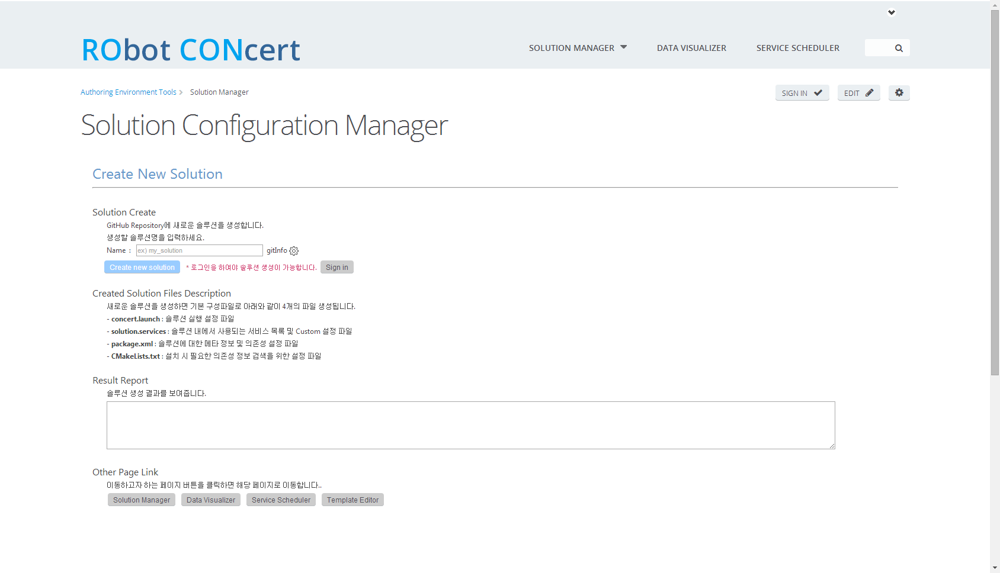 RObot CONcert
SOLUTION MANAGER
DATA VISUALIZER
SERVICE SCHEDULER
Authoring Environment Tools
Solution Manager
SIGN IN
EDIT
Solution Configuration Manager
Create New Solution
Solution Create
GitHub Repository에 새로운 솔루션을 생성합니다.
생성할 솔루션명을 입력하세요.
Name : ex) my_solution gitInfo
Create new solution * 로그인을 하여야 솔루션 생성이 가능합니다. Sign in
Created Solution Files Description
새로운 솔루션을 생성하면 기본 구성파일로 아래와 같이 4개의 파일 생성됩니다.
- concert.launch : 솔루션 실행 설정 파일
- solution.services : 솔루션 내에서 사용되는 서비스 목록 및 Custom 설정 파일
- package.xml : 솔루션에 대한 메타 정보 및 의존성 설정 파일
- CMakeLists.txt : 설치 시 필요한 의존성 정보 검색을 위한 설정 파일
Result Report
솔루션 생성 결과를 보여줍니다.
Other Page Link
이동하고자 하는 페이지 버튼을 클릭하면 해당 페이지로 이동합니다..
Solution Manager Data Visualizer Service Scheduler Template Editor